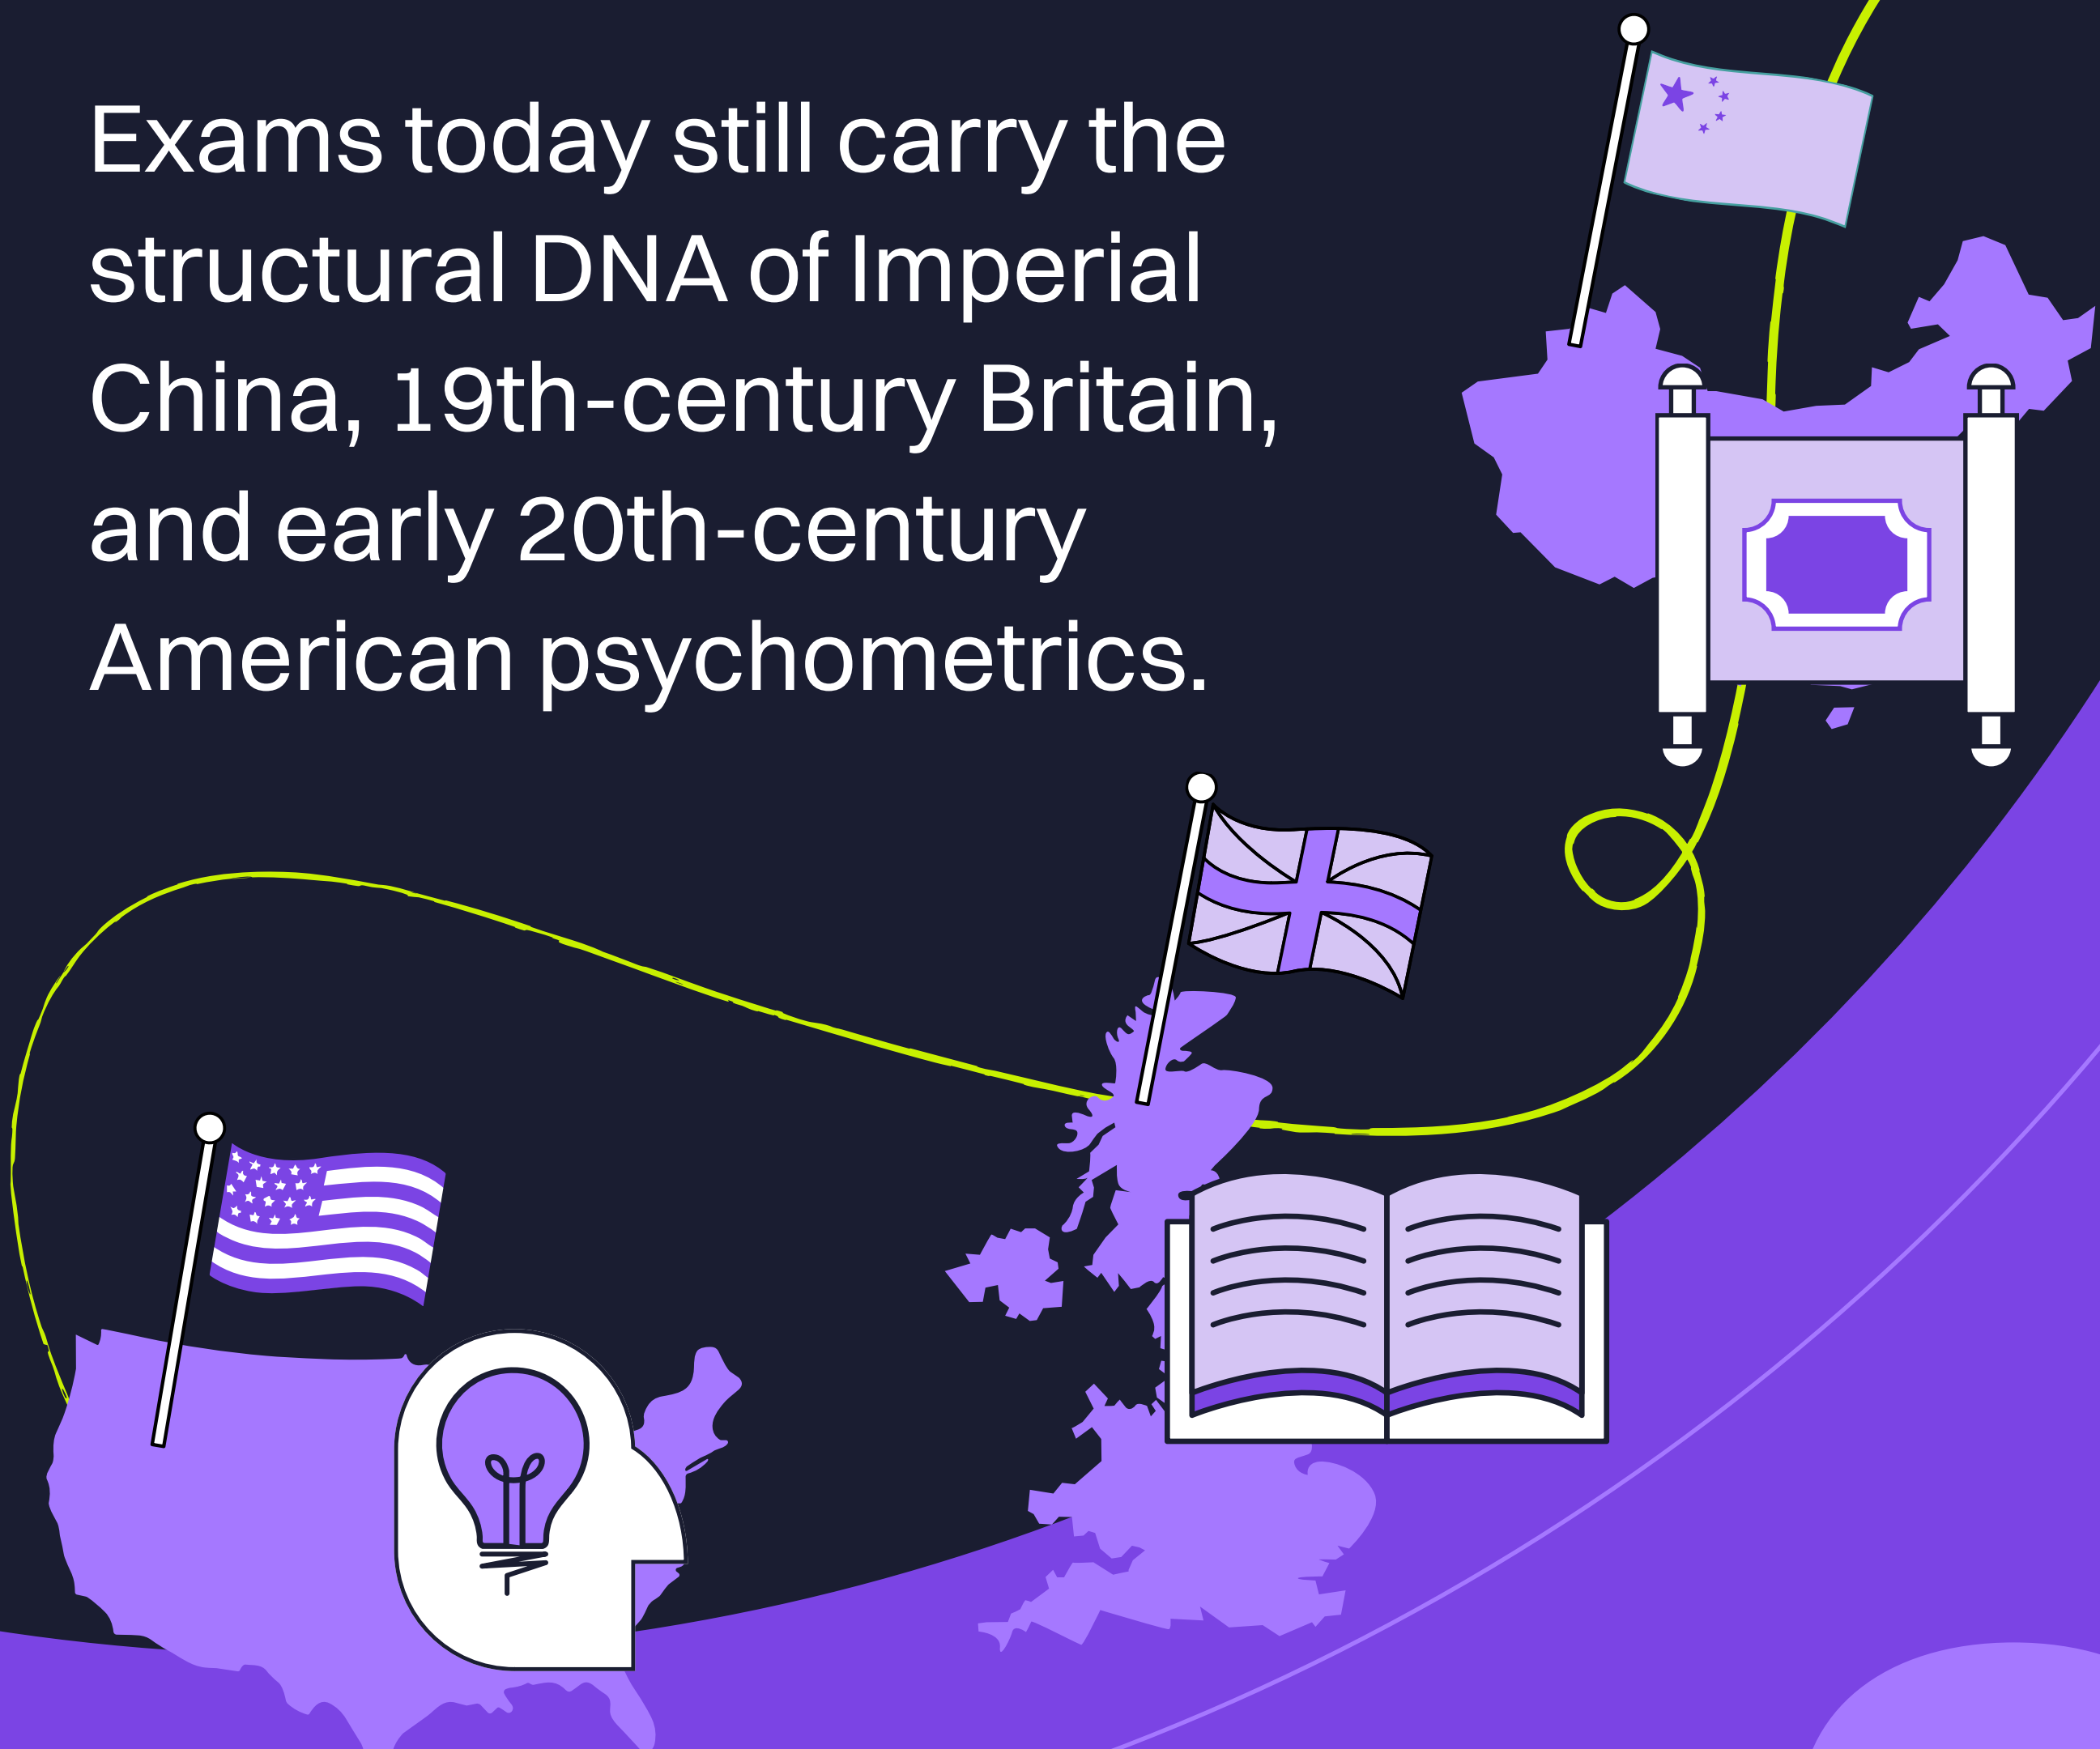 Exams today still carry the
structural DNA of Imperial
China, 19th-century Britain,
and early 20th-century
American psychometrics.